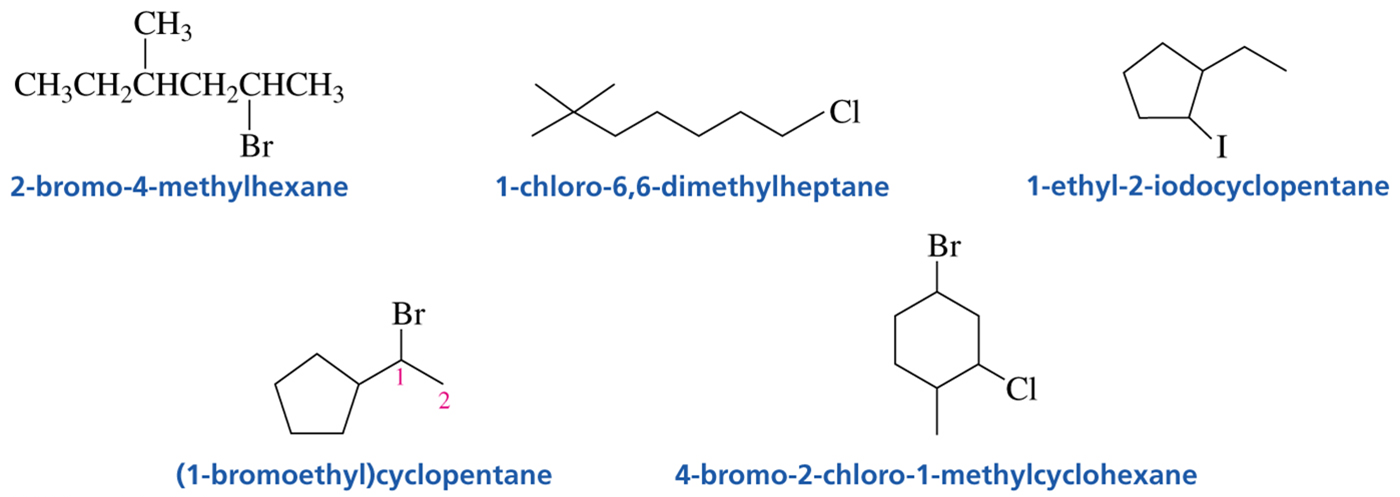 CH₃
CH₃CH₂CHCH₂CHCH₃
Br
2-bromo-4-methylhexane
Cl
1-chloro-6,6-dimethylheptane
I
1-ethyl-2-iodocyclopentane
Br
1
2
(1-bromoethyl)cyclopentane
Br
Cl
4-bromo-2-chloro-1-methylcyclohexane